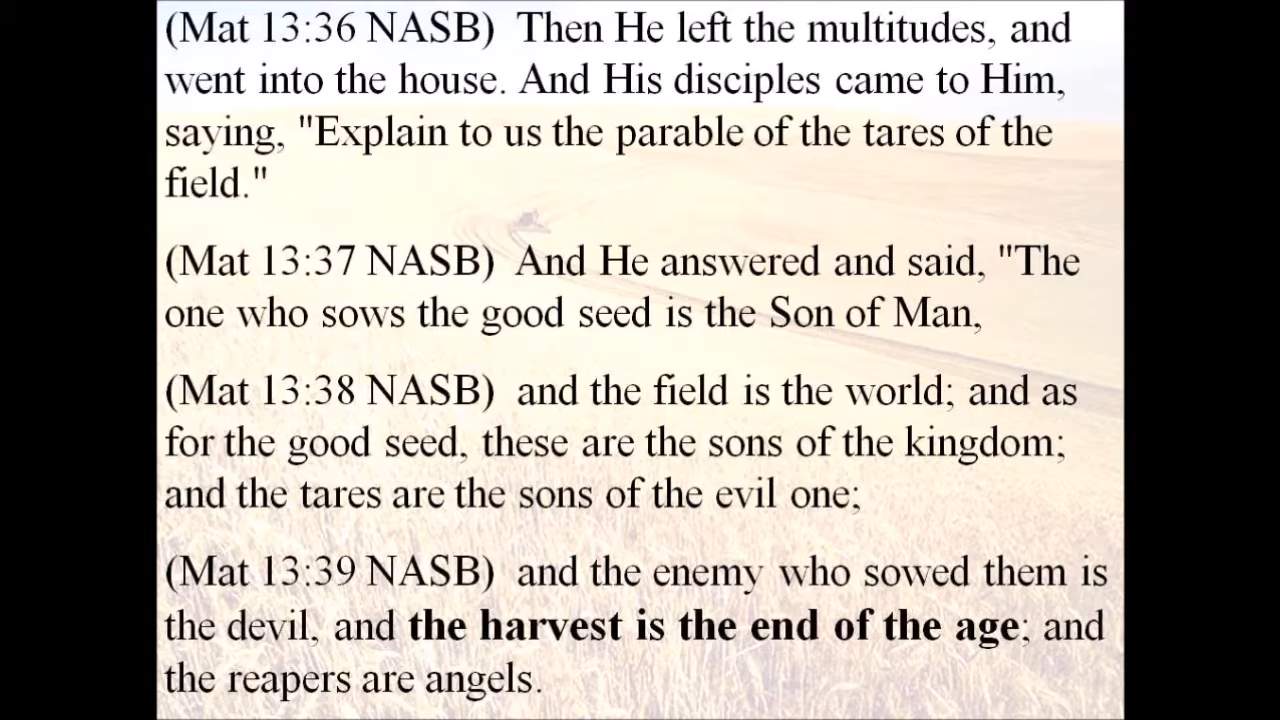 (Mat 13:36 NASB)  Then He left the multitudes, and
went into the house. And His disciples came to Him,
saying, "Explain to us the parable of the tares of the
field."
(Mat 13:37 NASB)  And He answered and said, "The
one who sows the good seed is the Son of Man,
(Mat 13:38 NASB)  and the field is the world; and as
for the good seed, these are the sons of the kingdom;
and the tares are the sons of the evil one;
(Mat 13:39 NASB)  and the enemy who sowed them is
the devil, and the harvest is the end of the age; and
the reapers are angels.